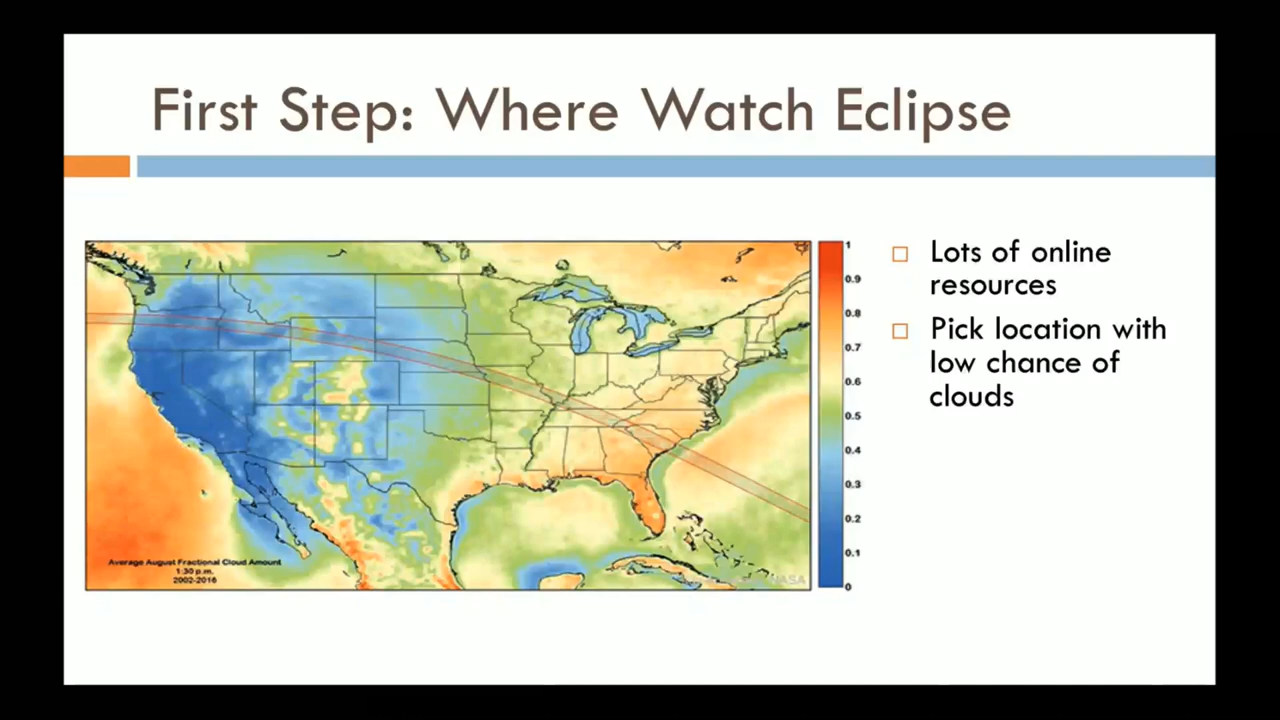 First Step: Where Watch Eclipse
Lots of online
resources
Pick location with
low chance of
clouds
1
0.9
0.8
0.7
0.6
0.5
0.4
0.3
0.2
0.1
0
Average August Fractional Cloud Amount
1:30 p.m.
2002-2016
NASA